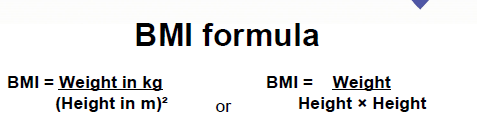 BMI formula
BMI = Weight in kg
(Height in m)²
or
BMI = Weight
Height × Height